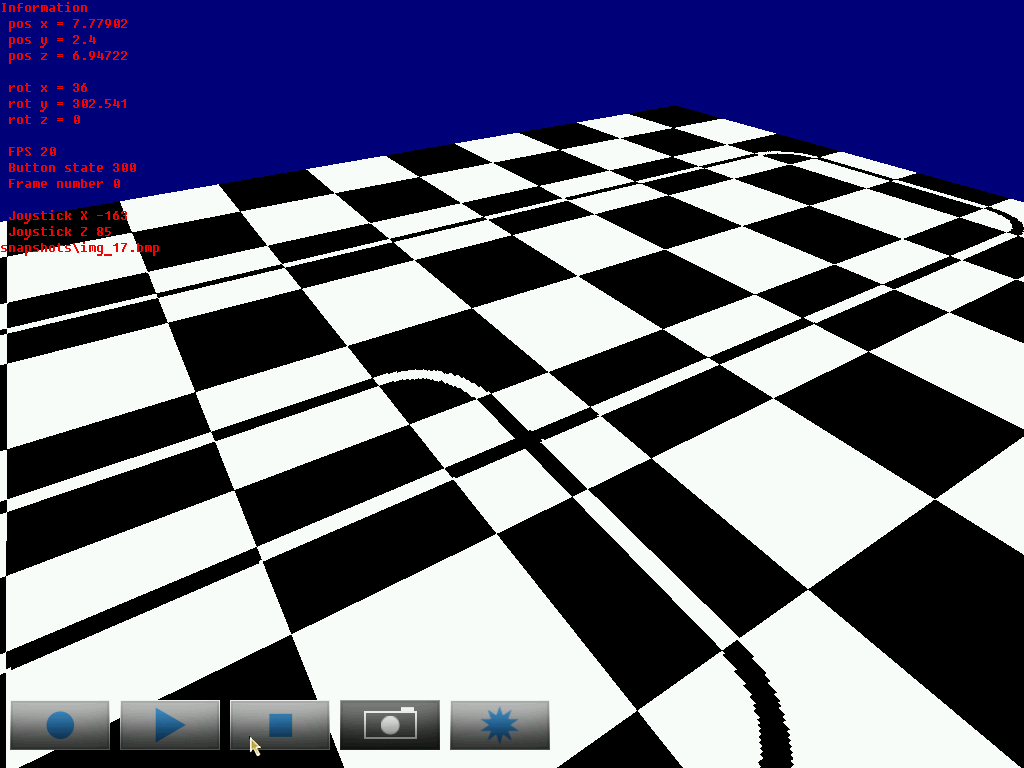 Information
pos x = 7.77902
pos y = 2.4
pos z = 6.94722
rot x = 36
rot y = 302.541
rot z = 0
FPS 20
Button state 300
Frame number 0
Joystick X -163
Joystick Z 85
snapshots\img_17.bmp